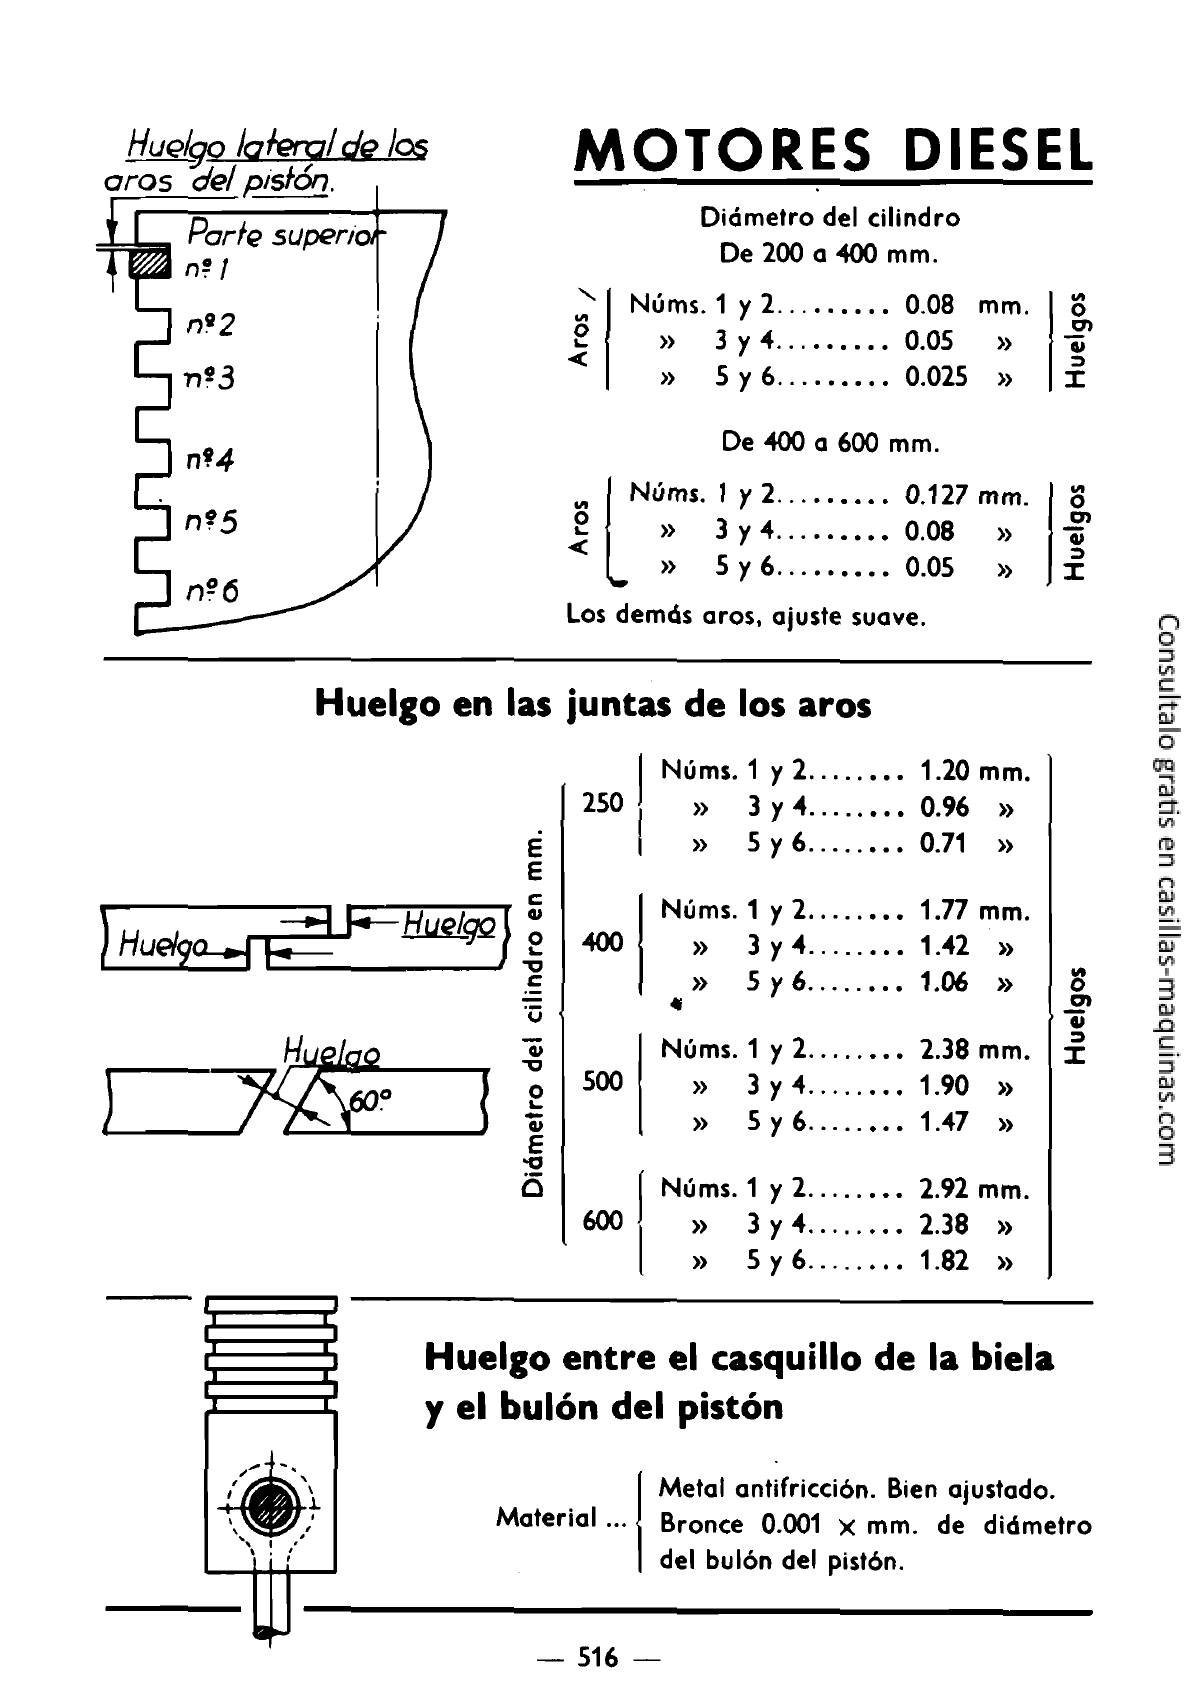 Huelgo lateral de los
aros del pistón.
Parte superior
nº 1
nº 2
nº 3
nº 4
nº 5
nº 6
MOTORES DIESEL
Diámetro del cilindro
De 200 a 400 mm.
Aros
Núms. 1 y 2......... 0.08 mm.
» 3 y 4......... 0.05 »
» 5 y 6......... 0.025 »
Huelgos
De 400 a 600 mm.
Aros
Núms. 1 y 2......... 0.127 mm.
» 3 y 4......... 0.08 »
» 5 y 6......... 0.05 »
Huelgos
Los demás aros, ajuste suave.
Huelgo en las juntas de los aros
Huelgo
Huelgo
Huelgo
60º
Diámetro del cilindro en mm.
250
Núms. 1 y 2........ 1.20 mm.
» 3 y 4........ 0.96 »
» 5 y 6........ 0.71 »
400
Núms. 1 y 2........ 1.77 mm.
» 3 y 4........ 1.42 »
» 5 y 6........ 1.06 »
500
Núms. 1 y 2........ 2.38 mm.
» 3 y 4........ 1.90 »
» 5 y 6........ 1.47 »
600
Núms. 1 y 2........ 2.92 mm.
» 3 y 4........ 2.38 »
» 5 y 6........ 1.82 »
Huelgos
Huelgo entre el casquillo de la biela
y el bulón del pistón
Material ...
Metal antifricción. Bien ajustado.
Bronce 0.001 × mm. de diámetro
del bulón del pistón.
— 516 —
Consultalo gratis en casillas-maquinas.com